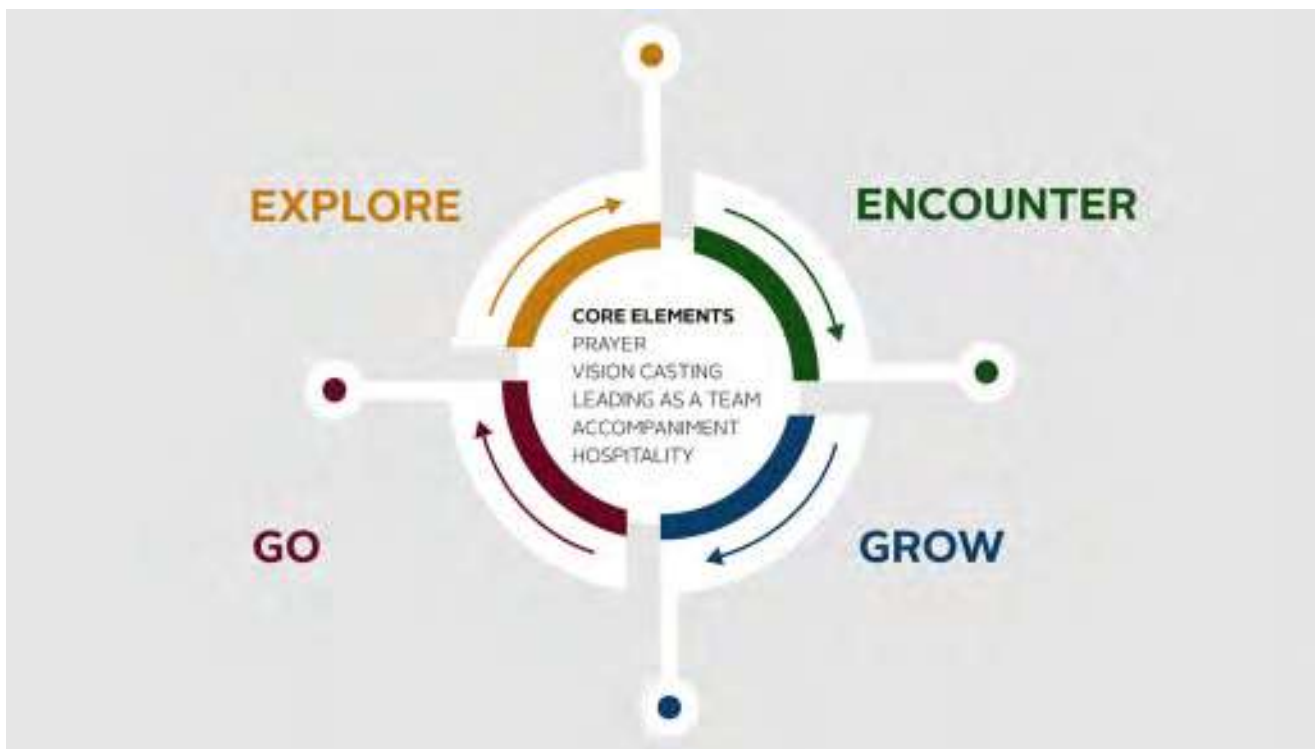 EXPLORE
ENCOUNTER
CORE ELEMENTS
PRAYER
VISION CASTING
LEADING AS A TEAM
ACCOMPANIMENT
HOSPITALITY
GO
GROW